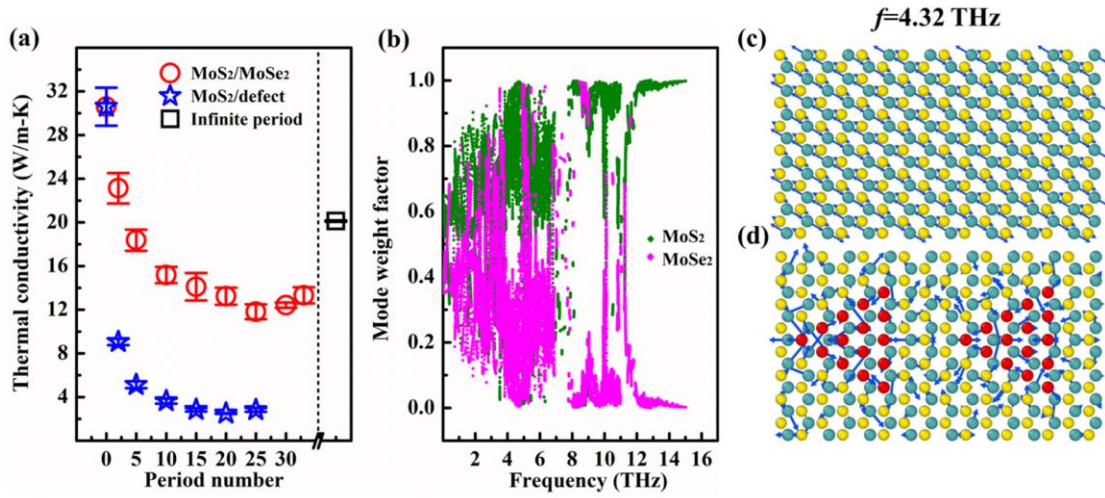 f=4.32 THz
(a)
MoS₂/MoSe₂
MoS₂/defect
Infinite period
32
28
24
20
16
12
8
4
Thermal conductivity (W/m-K)
0 5 10 15 20 25 30
Period number
(b)
1.0
0.8
0.6
0.4
0.2
0.0
Mode weight factor
MoS₂
MoSe₂
2 4 6 8 10 12 14 16
Frequency (THz)
(c)
(d)